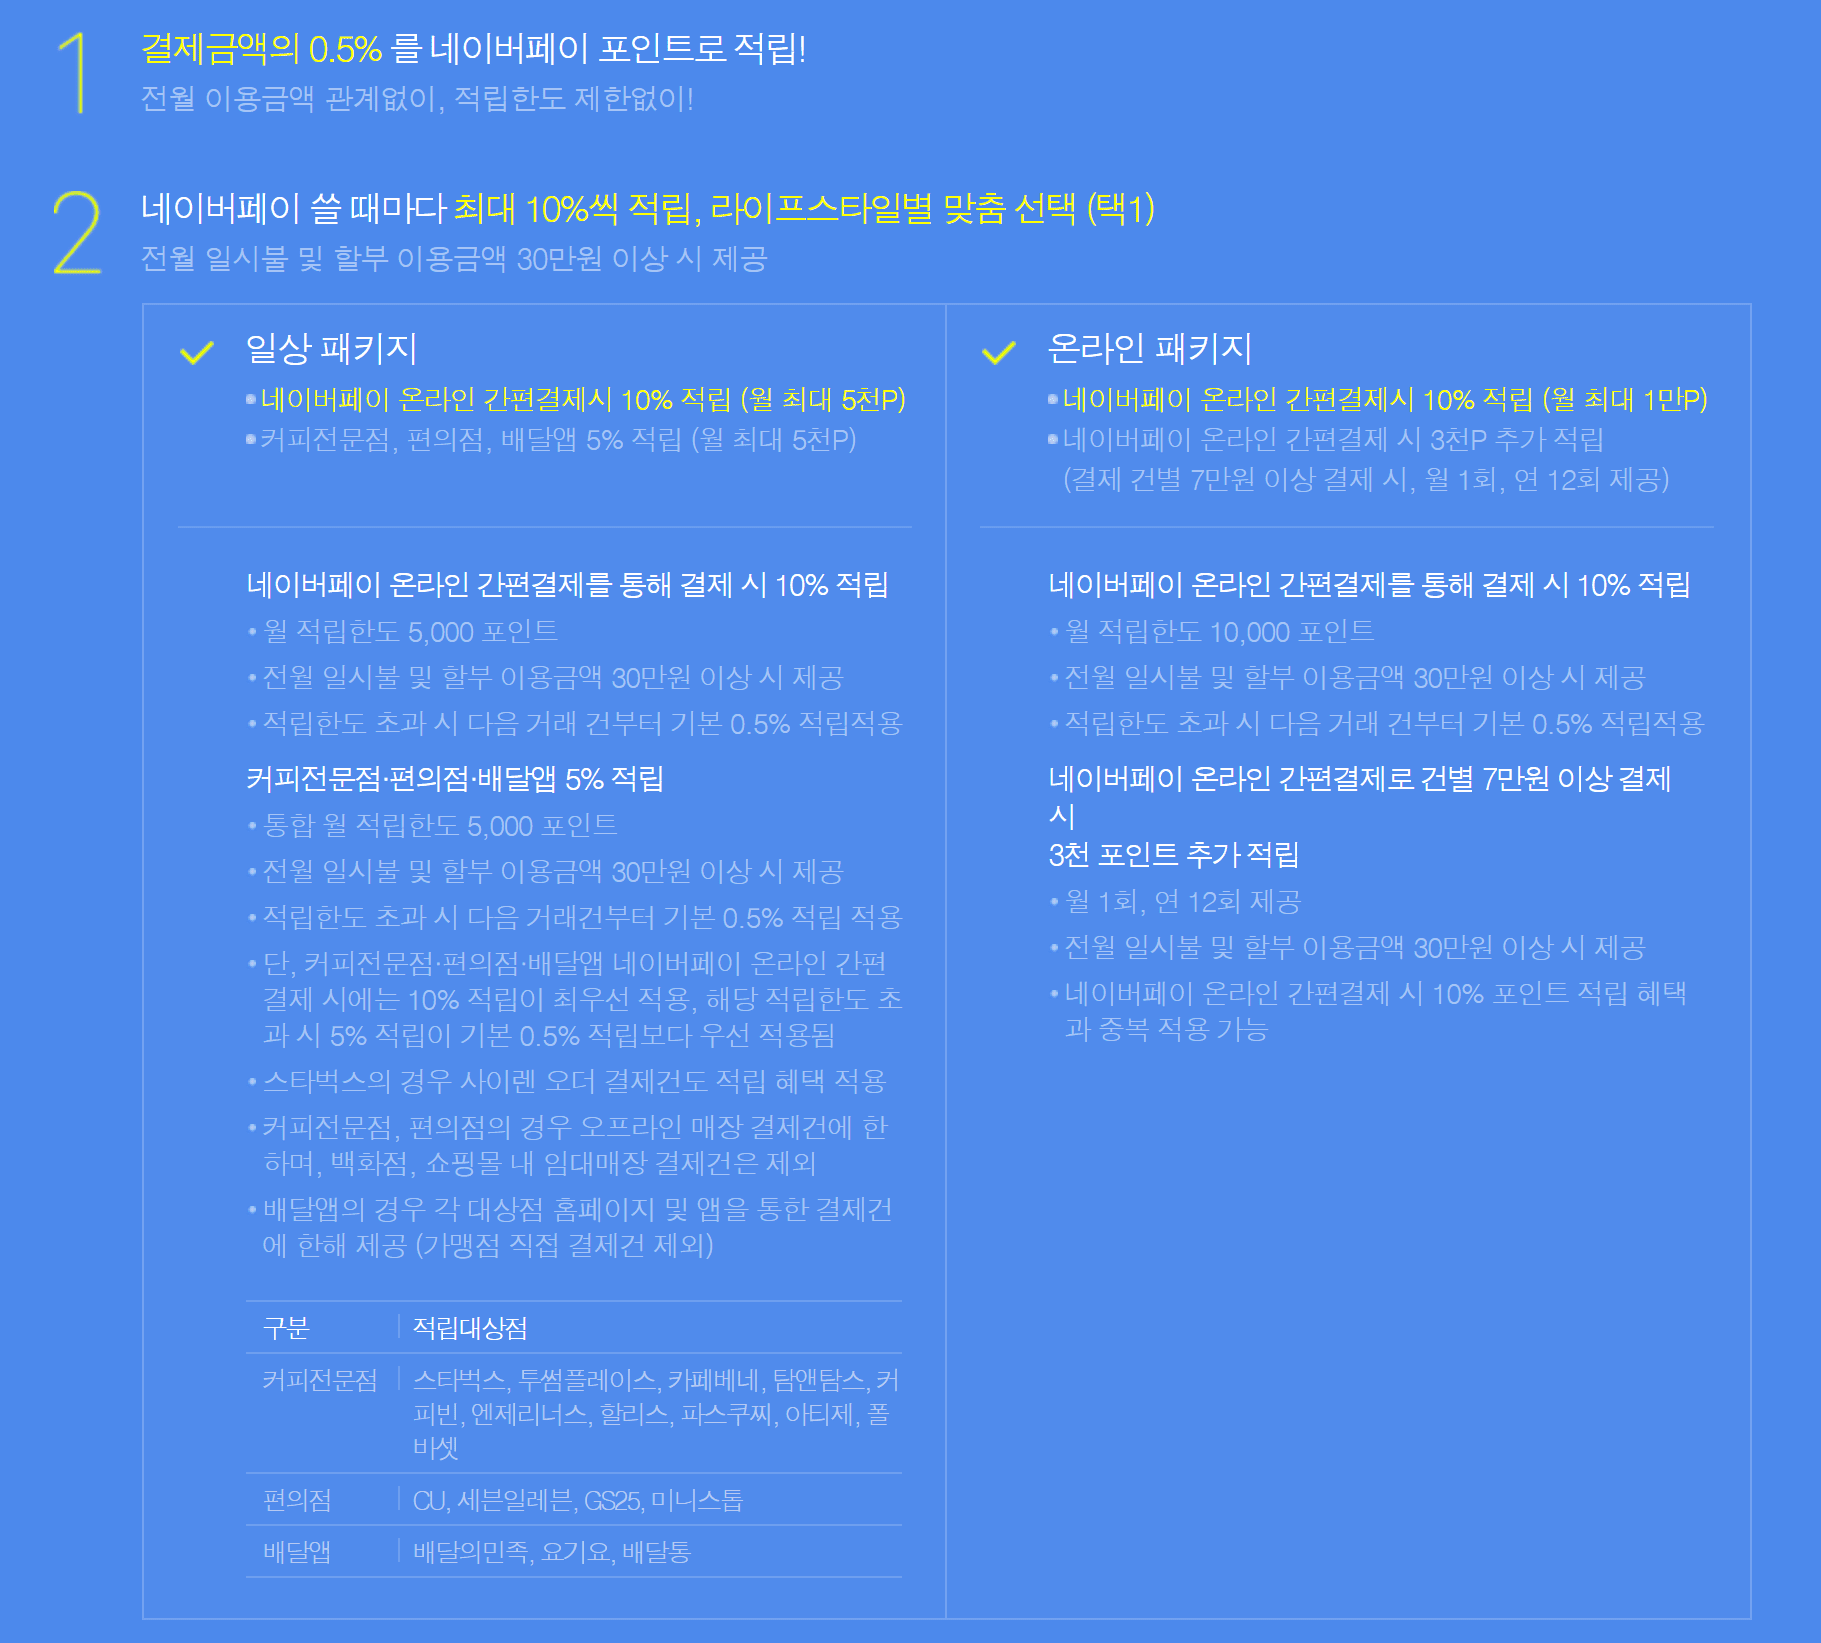 1
결제금액의 0.5% 를 네이버페이 포인트로 적립!
전월 이용금액 관계없이, 적립한도 제한없이!
2
네이버페이 쓸 때마다 최대 10%씩 적립, 라이프스타일별 맞춤 선택 (택1)
전월 일시불 및 할부 이용금액 30만원 이상 시 제공
일상 패키지
네이버페이 온라인 간편결제시 10% 적립 (월 최대 5천P)
커피전문점, 편의점, 배달앱 5% 적립 (월 최대 5천P)
네이버페이 온라인 간편결제를 통해 결제 시 10% 적립
• 월 적립한도 5,000 포인트
• 전월 일시불 및 할부 이용금액 30만원 이상 시 제공
• 적립한도 초과 시 다음 거래 건부터 기본 0.5% 적립적용
커피전문점·편의점·배달앱 5% 적립
• 통합 월 적립한도 5,000 포인트
• 전월 일시불 및 할부 이용금액 30만원 이상 시 제공
• 적립한도 초과 시 다음 거래건부터 기본 0.5% 적립 적용
• 단, 커피전문점·편의점·배달앱 네이버페이 온라인 간편
결제 시에는 10% 적립이 최우선 적용, 해당 적립한도 초
과 시 5% 적립이 기본 0.5% 적립보다 우선 적용됨
• 스타벅스의 경우 사이렌 오더 결제건도 적립 혜택 적용
• 커피전문점, 편의점의 경우 오프라인 매장 결제건에 한
하며, 백화점, 쇼핑몰 내 임대매장 결제건은 제외
• 배달앱의 경우 각 대상점 홈페이지 및 앱을 통한 결제건
에 한해 제공 (가맹점 직접 결제건 제외)
구분 적립대상점
커피전문점 스타벅스, 투썸플레이스, 카페베네, 탐앤탐스, 커
피빈, 엔제리너스, 할리스, 파스쿠찌, 아티제, 폴
바셋
편의점 CU, 세븐일레븐, GS25, 미니스톱
배달앱 배달의민족, 요기요, 배달통
온라인 패키지
네이버페이 온라인 간편결제시 10% 적립 (월 최대 1만P)
네이버페이 온라인 간편결제 시 3천P 추가 적립
(결제 건별 7만원 이상 결제 시, 월 1회, 연 12회 제공)
네이버페이 온라인 간편결제를 통해 결제 시 10% 적립
• 월 적립한도 10,000 포인트
• 전월 일시불 및 할부 이용금액 30만원 이상 시 제공
• 적립한도 초과 시 다음 거래 건부터 기본 0.5% 적립적용
네이버페이 온라인 간편결제로 건별 7만원 이상 결제
시
3천 포인트 추가 적립
• 월 1회, 연 12회 제공
• 전월 일시불 및 할부 이용금액 30만원 이상 시 제공
• 네이버페이 온라인 간편결제 시 10% 포인트 적립 혜택
과 중복 적용 가능